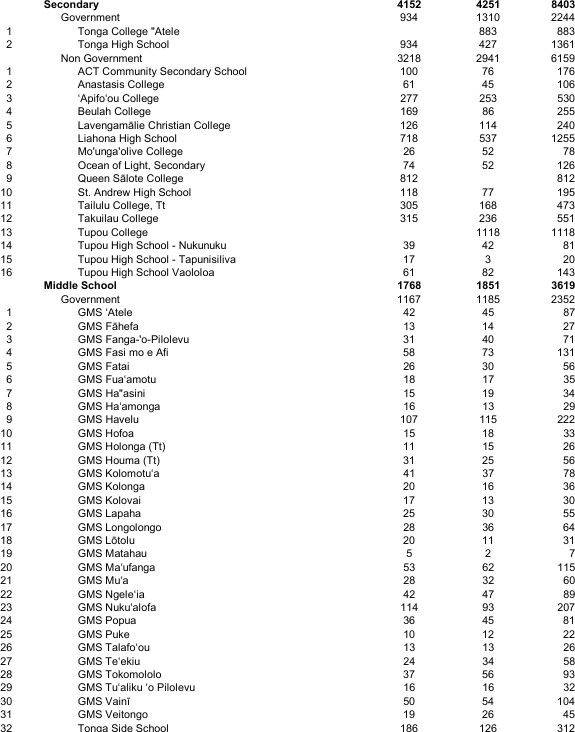 Secondary 4152 4251 8403
Government 934 1310 2244
1 Tonga College "Atele 883 883
2 Tonga High School 934 427 1361
Non Government 3218 2941 6159
1 ACT Community Secondary School 100 76 176
2 Anastasis College 61 45 106
3 ‘Apifo‘ou College 277 253 530
4 Beulah College 169 86 255
5 Lavengamālie Christian College 126 114 240
6 Liahona High School 718 537 1255
7 Mo'unga'olive College 26 52 78
8 Ocean of Light, Secondary 74 52 126
9 Queen Sālote College 812 812
10 St. Andrew High School 118 77 195
11 Tailulu College, Tt 305 168 473
12 Takuilau College 315 236 551
13 Tupou College 1118 1118
14 Tupou High School - Nukunuku 39 42 81
15 Tupou High School - Tapunisiliva 17 3 20
16 Tupou High School Vaololoa 61 82 143
Middle School 1768 1851 3619
Government 1167 1185 2352
1 GMS ‘Atele 42 45 87
2 GMS Fāhefa 13 14 27
3 GMS Fanga-'o-Pilolevu 31 40 71
4 GMS Fasi mo e Afi 58 73 131
5 GMS Fatai 26 30 56
6 GMS Fua‘amotu 18 17 35
7 GMS Ha"asini 15 19 34
8 GMS Ha‘amonga 16 13 29
9 GMS Havelu 107 115 222
10 GMS Hofoa 15 18 33
11 GMS Holonga (Tt) 11 15 26
12 GMS Houma (Tt) 31 25 56
13 GMS Kolomotu‘a 41 37 78
14 GMS Kolonga 20 16 36
15 GMS Kolovai 17 13 30
16 GMS Lapaha 25 30 55
17 GMS Longolongo 28 36 64
18 GMS Lōtolu 20 11 31
19 GMS Matahau 5 2 7
20 GMS Ma‘ufanga 53 62 115
21 GMS Mu‘a 28 32 60
22 GMS Ngele‘ia 42 47 89
23 GMS Nuku‘alofa 114 93 207
24 GMS Popua 36 45 81
25 GMS Puke 10 12 22
26 GMS Talafo‘ou 13 13 26
27 GMS Te‘ekiu 24 34 58
28 GMS Tokomololo 37 56 93
29 GMS Tu‘aliku ‘o Pilolevu 16 16 32
30 GMS Vainī 50 54 104
31 GMS Veitongo 19 26 45
32 Tonga Side School 186 126 312